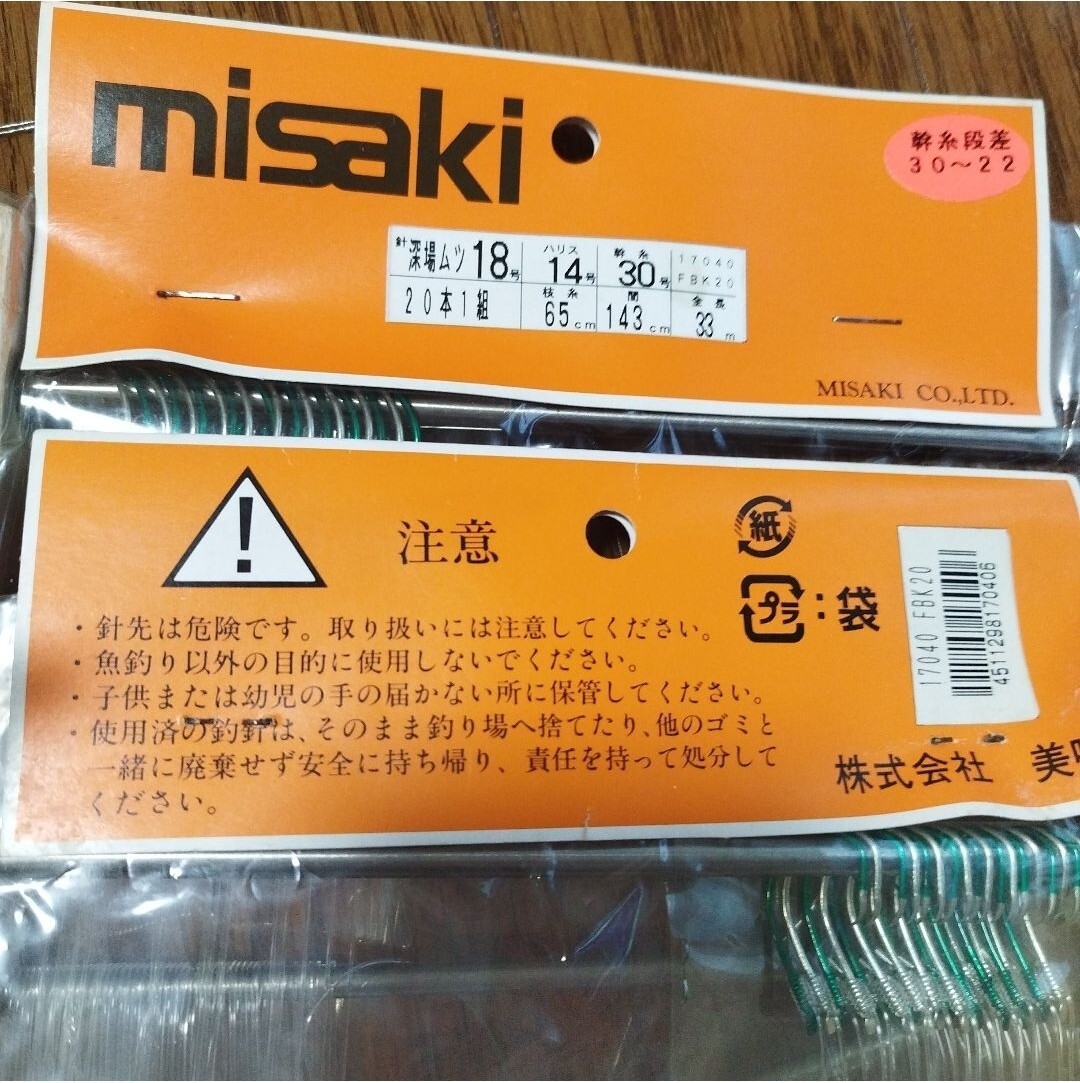 misaki
幹糸段差
30~22
針 深場ムツ 18号 ハリス 14号 幹糸 30号 17040 FBK20
20本1組 枝糸 65cm 間 143cm 全長 33m
MISAKI CO.,LTD.
注意
・針先は危険です。取り扱いには注意してください。
・魚釣り以外の目的に使用しないでください。
・子供または幼児の手の届かない所に保管してください。
・使用済の釣針は、そのまま釣り場へ捨てたり、他のゴミと
一緒に廃棄せず安全に持ち帰り、責任を持って処分して
ください。
紙
プラ:袋
17040 FBK20
4511298170406
株式会社 美